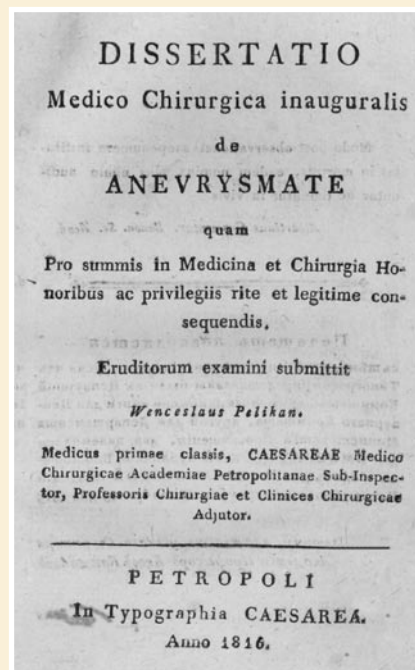 DISSERTATIO
Medico Chirurgica inauguralis
de
ANEVRYSMATE
quam
Pro summis in Medicina et Chirurgia Ho-
noribus ac privilegiis rite et legitime con-
sequendis,
Eruditorum examini submittit
Wenceslaus Pelikan.
Medicus primae classis, CAESAREAE Medico
Chirurgicae Academiae Petropolitanae Sub-Inspec-
tor, Professoris Chirurgiae et Clinices Chirurgicae
Adjutor.
PETROPOLI
In Typographia CAESAREA.
Anno 1816.